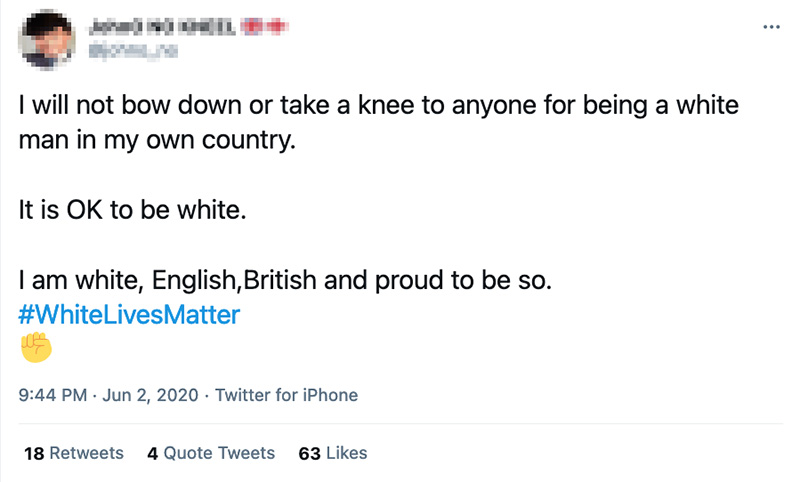 I will not bow down or take a knee to anyone for being a white
man in my own country.
It is OK to be white.
I am white, English,British and proud to be so.
#WhiteLivesMatter
9:44 PM · Jun 2, 2020 · Twitter for iPhone
18 Retweets 4 Quote Tweets 63 Likes